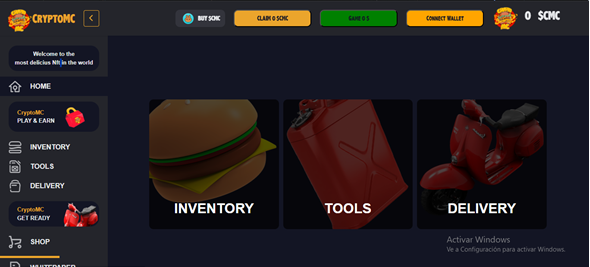 CRYPTOMC
BUY $CMC
CLAIM 0 $CMC
GAME 0 $
CONNECT WALLET
0 $CMC
Welcome to the
most delicius Nft in the world
HOME
CryptoMC
PLAY & EARN
INVENTORY
TOOLS
DELIVERY
CryptoMC
GET READY
SHOP
WHITEPAPER
INVENTORY
TOOLS
DELIVERY
Activar Windows
Ve a Configuración para activar Windows.